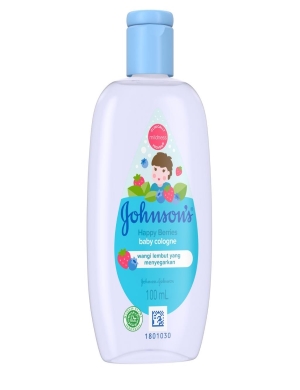 Johnson's
Happy Berries
baby cologne
wangi lembut yang
menyegarkan
Johnson & Johnson
100 mL
1801030